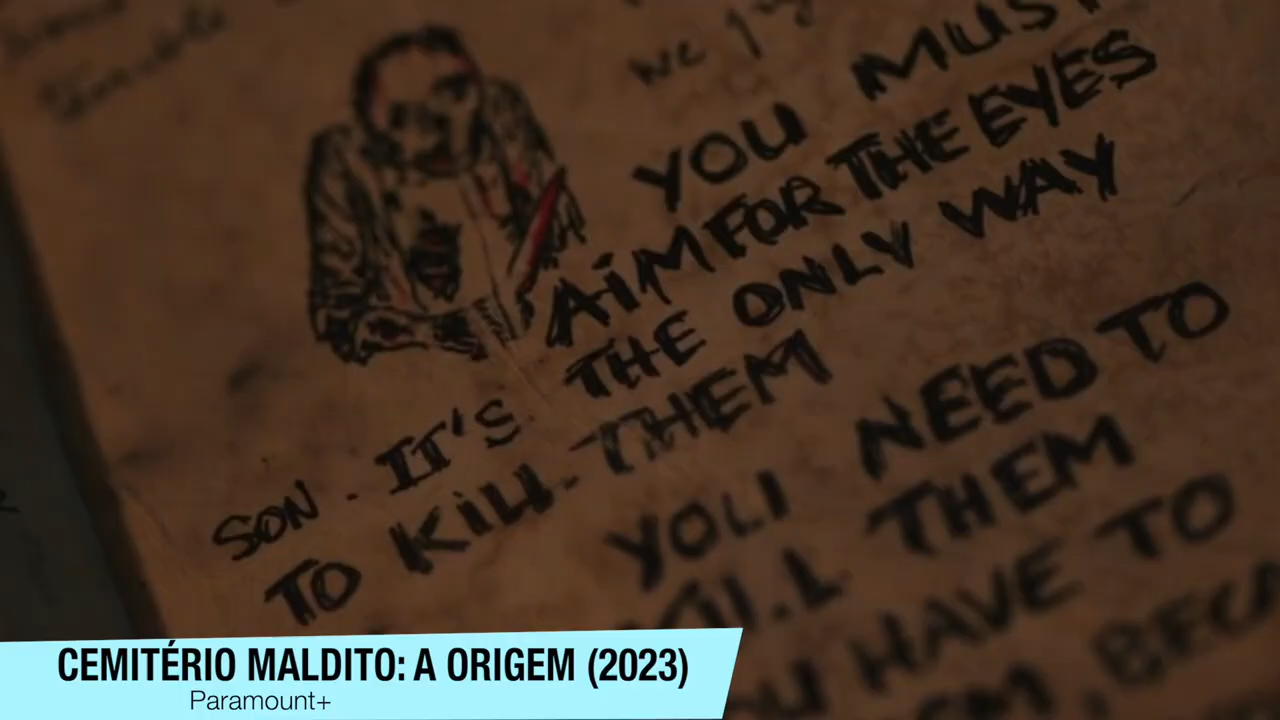 YOU MUST
AIM FOR THE EYES
SON. IT'S THE ONLY WAY
TO KILL THEM
YOU NEED TO
KILL THEM
HAVE TO
CEMITÉRIO MALDITO: A ORIGEM (2023)
Paramount+